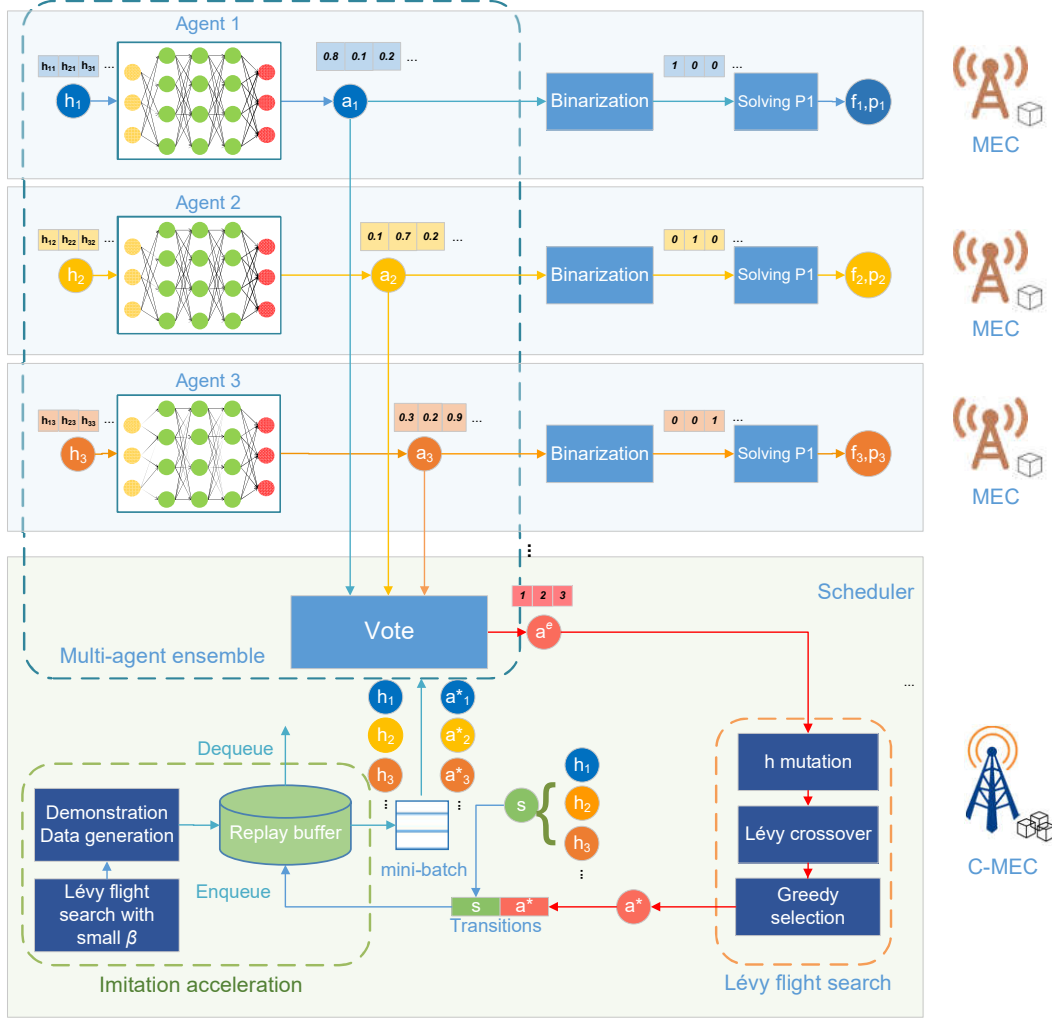 Agent 1
h11 h21 h31 ...
0.8 0.1 0.2 ...
1 0 0 ...
h1
a1
Binarization
Solving P1
f1,p1
MEC
Agent 2
h12 h22 h32 ...
0.1 0.7 0.2 ...
0 1 0 ...
h2
a2
Binarization
Solving P1
f2,p2
MEC
Agent 3
h13 h23 h33 ...
0.3 0.2 0.9 ...
0 0 1 ...
h3
a3
Binarization
Solving P1
f3,p3
MEC
...
Scheduler
1 2 3
Vote
ae
Multi-agent ensemble
...
h1 a*1
h2 a*2
h3 a*3
... ...
Dequeue
Demonstration
Data generation
Replay buffer
mini-batch
s
{
h1
h2
h3
...
h mutation
Lévy crossover
Greedy
selection
C-MEC
Enqueue
Lévy flight
search with
small β
s a*
a*
Transitions
Imitation acceleration
Lévy flight search